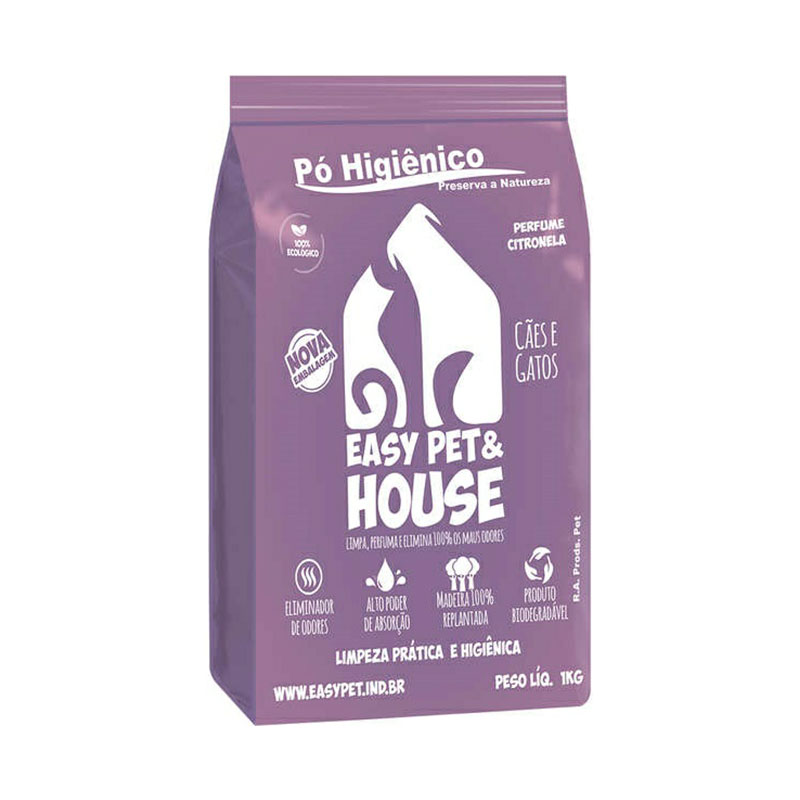 Pó Higiênico
Preserva a Natureza
100%
ECOLÓGICO
PERFUME
CITRONELA
NOVA
EMBALAGEM
CÃES E
GATOS
EASY PET&
HOUSE
LIMPA, PERFUMA E ELIMINA 100% OS MAUS ODORES
ELIMINADOR
DE ODORES
ALTO PODER
DE ABSORÇÃO
MADEIRA 100%
REPLANTADA
PRODUTO
BIODEGRADÁVEL
R.A. Prods. Pet
LIMPEZA PRÁTICA E HIGIÊNICA
WWW.EASYPET.IND.BR
PESO LÍQ. 1KG